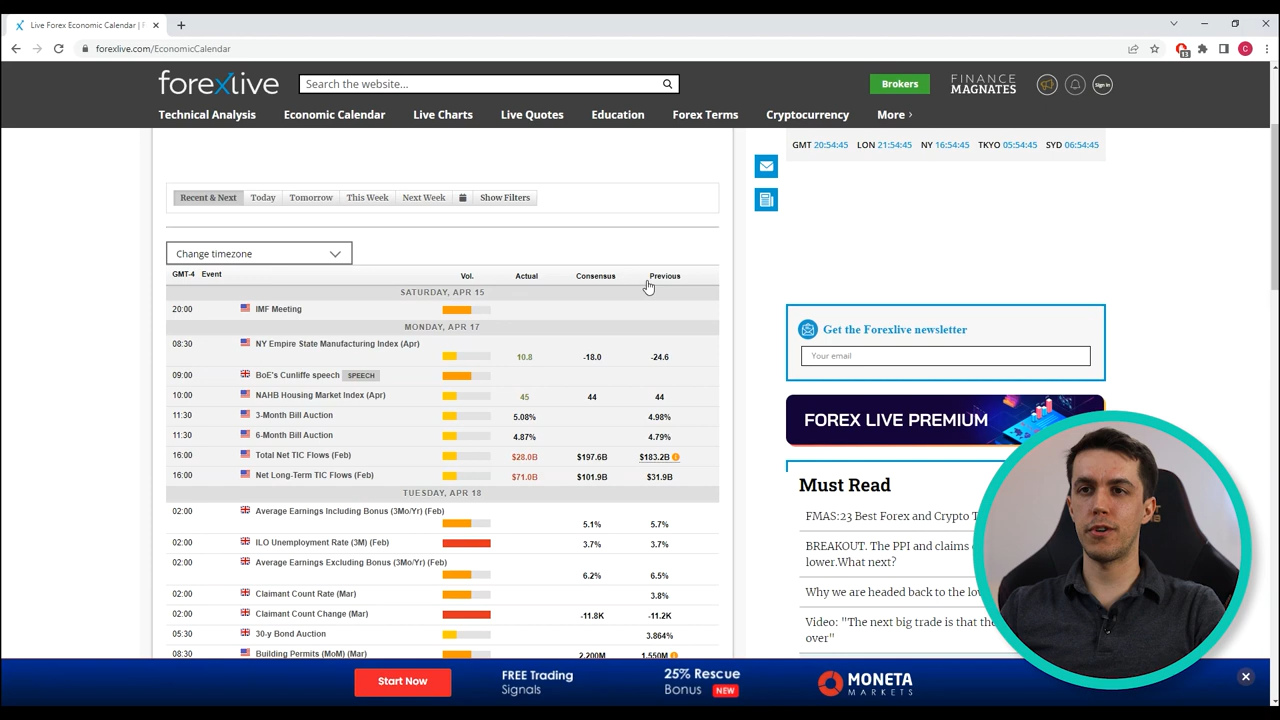 Live Forex Economic Calendar | F
forexlive.com/EconomicCalendar
13
C
forexlive
Search the website...
Brokers
FINANCE MAGNATES
Sign in
Technical Analysis Economic Calendar Live Charts Live Quotes Education Forex Terms Cryptocurrency More
GMT 20:54:45 LON 21:54:45 NY 16:54:45 TKYO 05:54:45 SYD 06:54:45
Recent & Next Today Tomorrow This Week Next Week Show Filters
Change timezone
GMT-4 Event Vol. Actual Consensus Previous
SATURDAY, APR 15
20:00 IMF Meeting
MONDAY, APR 17
08:30 NY Empire State Manufacturing Index (Apr)
10.8 -18.0 -24.6
09:00 BoE's Cunliffe speech SPEECH
10:00 NAHB Housing Market Index (Apr) 45 44 44
11:30 3-Month Bill Auction 5.08% 4.98%
11:30 6-Month Bill Auction 4.87% 4.79%
16:00 Total Net TIC Flows (Feb) $28.0B $197.6B $183.2B
16:00 Net Long-Term TIC Flows (Feb) $71.0B $101.9B $31.9B
TUESDAY, APR 18
02:00 Average Earnings Including Bonus (3Mo/Yr) (Feb)
5.1% 5.7%
02:00 ILO Unemployment Rate (3M) (Feb) 3.7% 3.7%
02:00 Average Earnings Excluding Bonus (3Mo/Yr) (Feb)
6.2% 6.5%
02:00 Claimant Count Rate (Mar) 3.8%
02:00 Claimant Count Change (Mar) -11.8K -11.2K
05:30 30-y Bond Auction 3.864%
08:30 Building Permits (MoM) (Mar) 2.200M 1.550M
Get the Forexlive newsletter
Your email
FOREX LIVE PREMIUM
Must Read
FMAS:23 Best Forex and Crypto T
BREAKOUT. The PPI and claims
lower.What next?
Why we are headed back to the lo
Video: "The next big trade is that the
over"
Start Now
FREE Trading
Signals
25% Rescue
Bonus NEW
MONETA
MARKETS